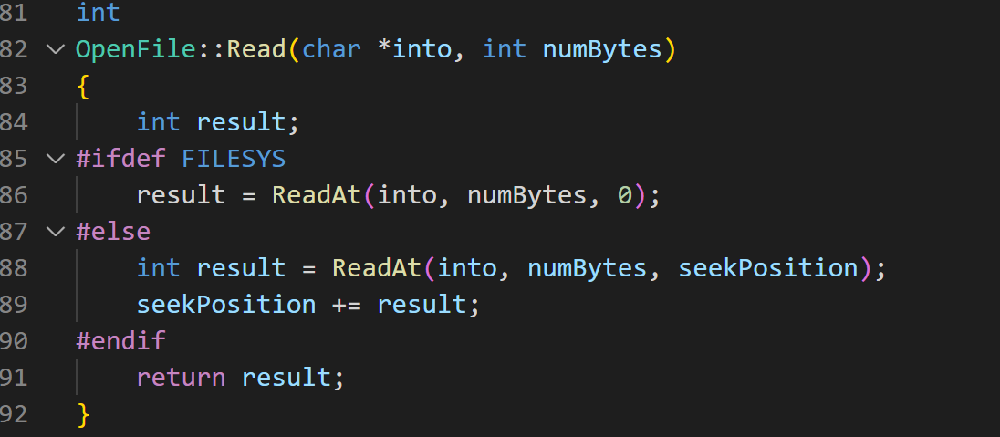 81 int
82 OpenFile::Read(char *into, int numBytes)
83 {
84     int result;
85 #ifdef FILESYS
86     result = ReadAt(into, numBytes, 0);
87 #else
88     int result = ReadAt(into, numBytes, seekPosition);
89     seekPosition += result;
90 #endif
91     return result;
92 }